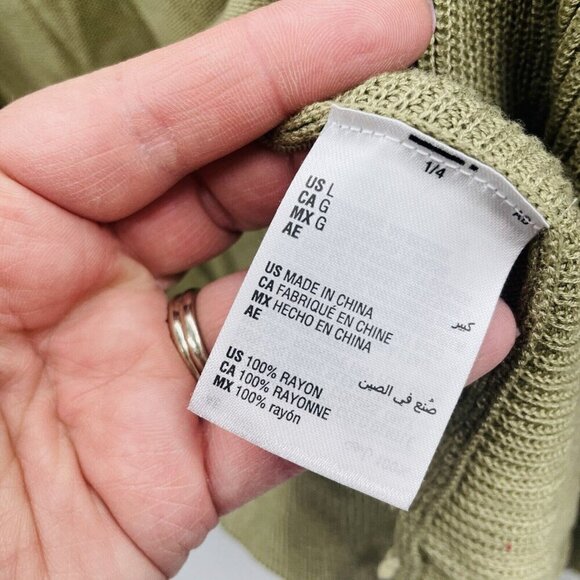 1/4
US L
CA G
MX G
AE
كبير
US MADE IN CHINA
CA FABRIQUÉ EN CHINE
MX HECHO EN CHINA
AE
صُنع في الصين
US 100% RAYON
CA 100% RAYONNE
MX 100% rayón